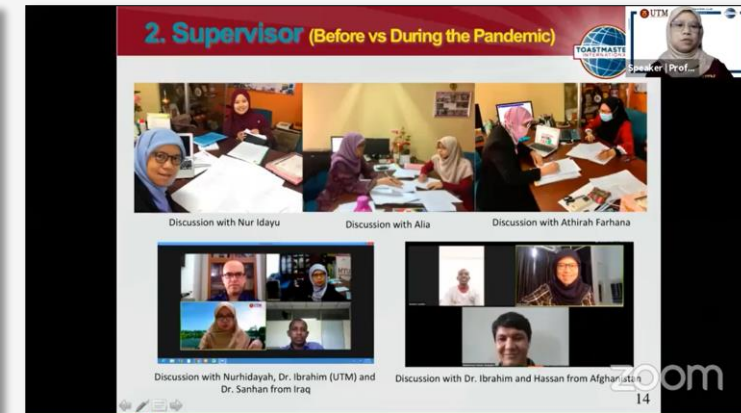 2. Supervisor (Before vs During the Pandemic)
TOASTMASTE
INTERNATIONAL
UTM
Speaker | Prof...
Discussion with Nur Idayu
Discussion with Alia
Discussion with Athirah Farhana
UTM
Discussion with Nurhidayah, Dr. Ibrahim (UTM) and
Dr. Sanhan from Iraq
Discussion with Dr. Ibrahim and Hassan from Afghanistan
zoom
14